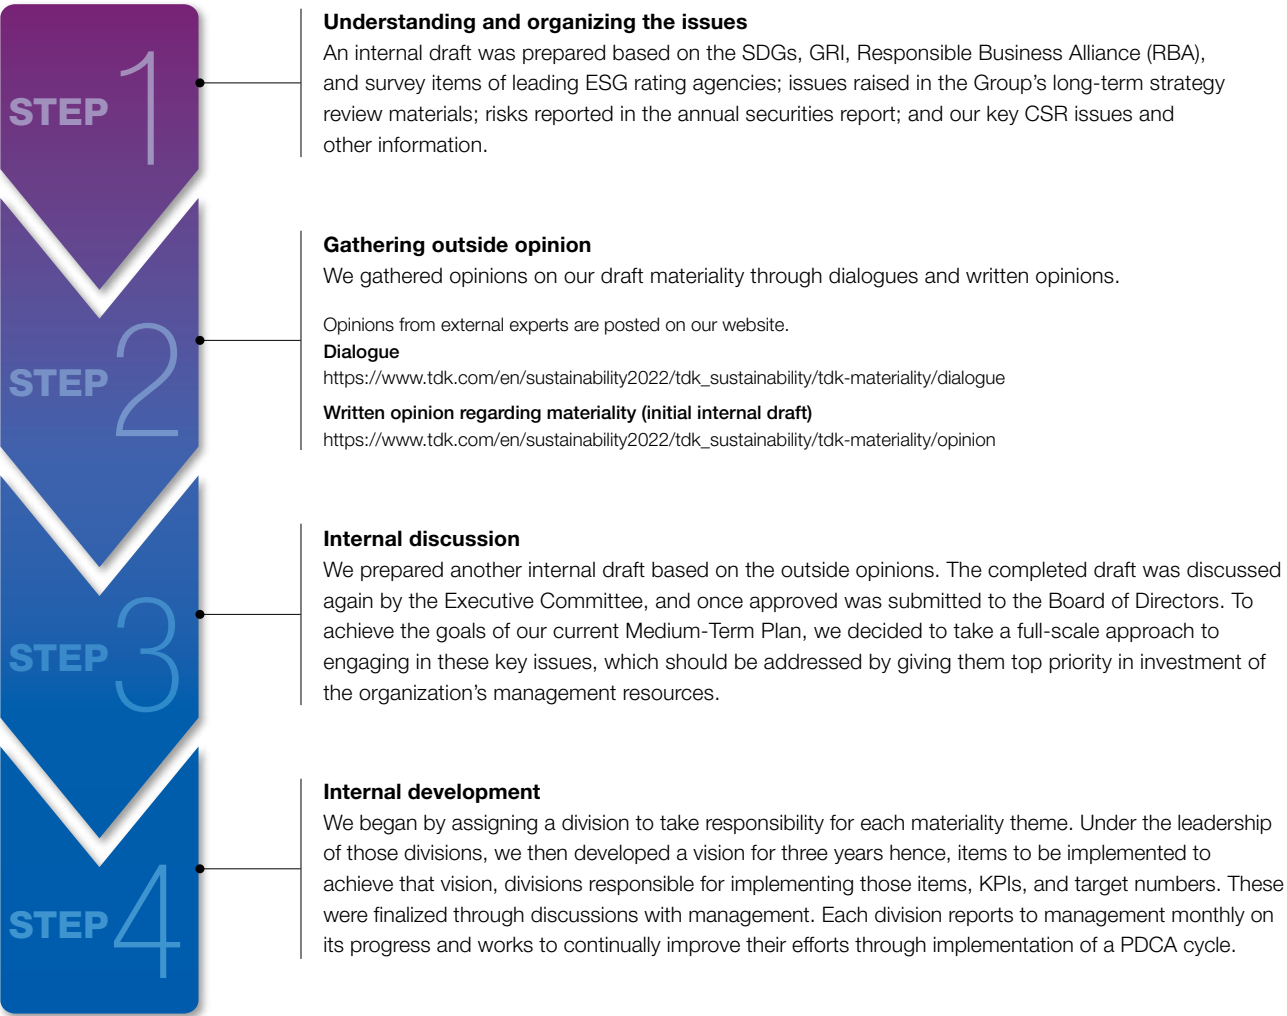 STEP 1
Understanding and organizing the issues
An internal draft was prepared based on the SDGs, GRI, Responsible Business Alliance (RBA),
and survey items of leading ESG rating agencies; issues raised in the Group’s long-term strategy
review materials; risks reported in the annual securities report; and our key CSR issues and
other information.
STEP 2
Gathering outside opinion
We gathered opinions on our draft materiality through dialogues and written opinions.
Opinions from external experts are posted on our website.
Dialogue
https://www.tdk.com/en/sustainability2022/tdk_sustainability/tdk-materiality/dialogue
Written opinion regarding materiality (initial internal draft)
https://www.tdk.com/en/sustainability2022/tdk_sustainability/tdk-materiality/opinion
STEP 3
Internal discussion
We prepared another internal draft based on the outside opinions. The completed draft was discussed
again by the Executive Committee, and once approved was submitted to the Board of Directors. To
achieve the goals of our current Medium-Term Plan, we decided to take a full-scale approach to
engaging in these key issues, which should be addressed by giving them top priority in investment of
the organization’s management resources.
STEP 4
Internal development
We began by assigning a division to take responsibility for each materiality theme. Under the leadership
of those divisions, we then developed a vision for three years hence, items to be implemented to
achieve that vision, divisions responsible for implementing those items, KPIs, and target numbers. These
were finalized through discussions with management. Each division reports to management monthly on
its progress and works to continually improve their efforts through implementation of a PDCA cycle.